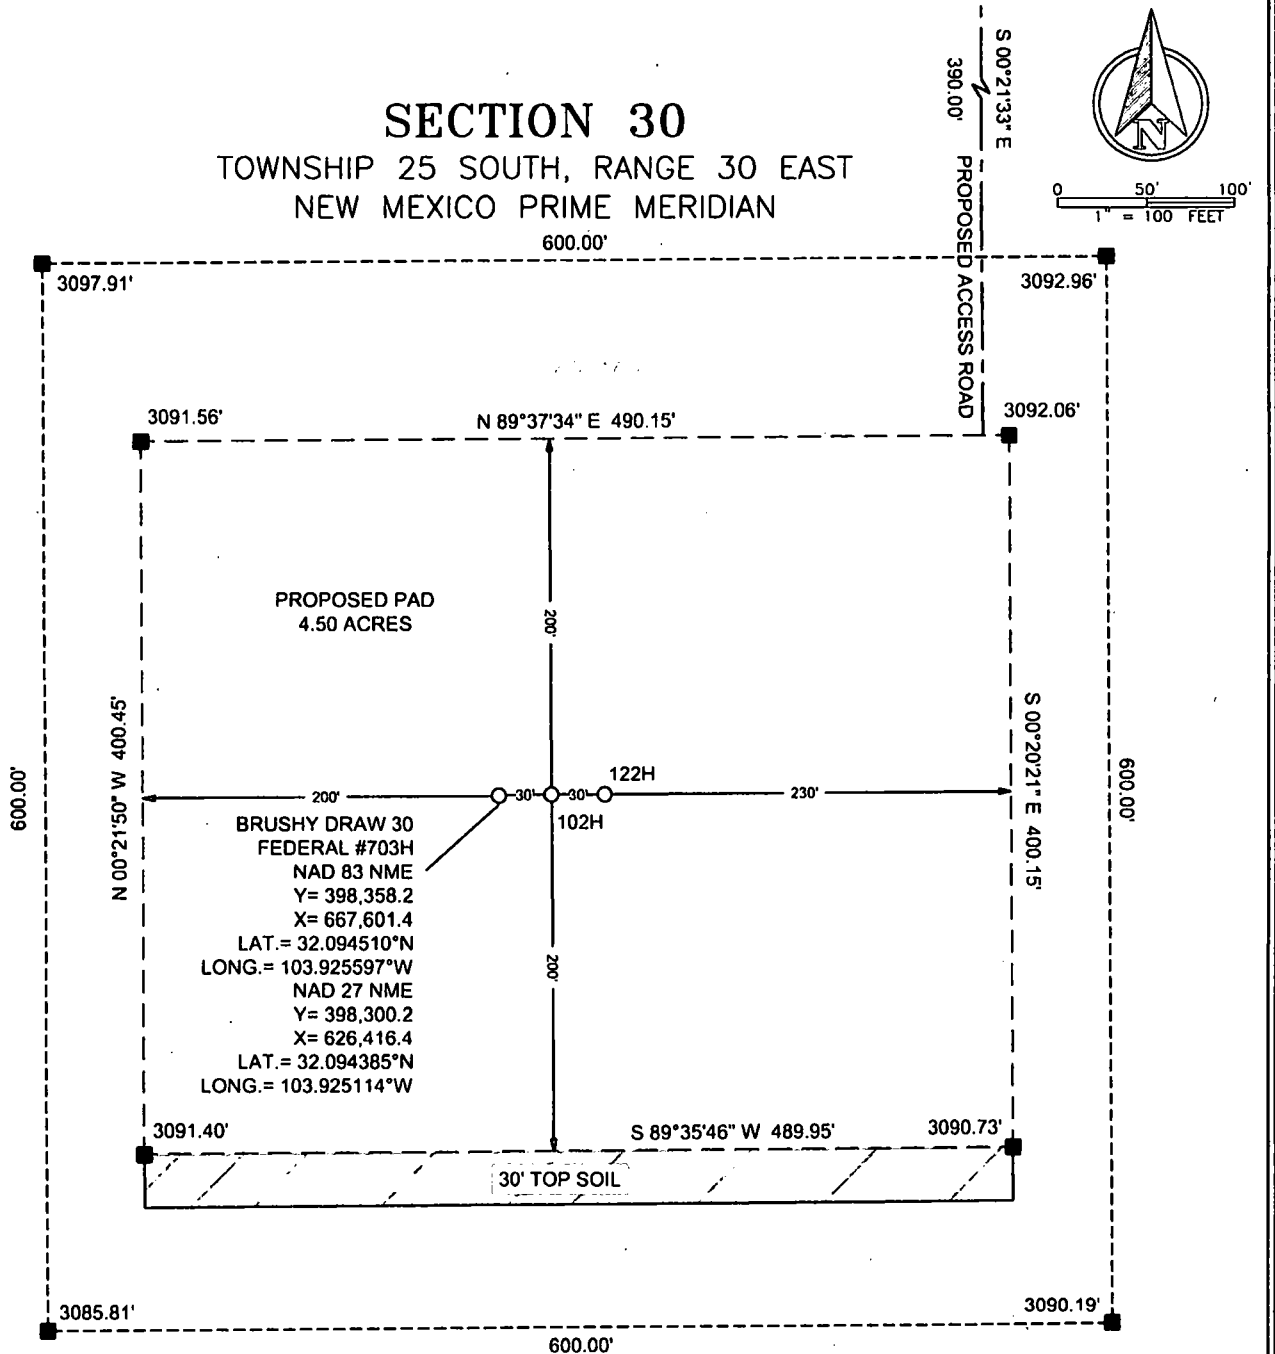 S 00°21'33" E
390.00'
PROPOSED ACCESS ROAD
N
0 50' 100'
1" = 100 FEET
SECTION 30
TOWNSHIP 25 SOUTH, RANGE 30 EAST
NEW MEXICO PRIME MERIDIAN
600.00'
3097.91'
3092.96'
3091.56'
N 89°37'34" E 490.15'
3092.06'
PROPOSED PAD
4.50 ACRES
200'
N 00°21'50" W 400.45'
S 00°20'21" E 400.15'
600.00'
600.00'
122H
200'
30'
30'
230'
102H
BRUSHY DRAW 30
FEDERAL #703H
NAD 83 NME
Y= 398,358.2
X= 667,601.4
LAT.= 32.094510°N
LONG.= 103.925597°W
NAD 27 NME
Y= 398,300.2
X= 626,416.4
LAT.= 32.094385°N
LONG.= 103.925114°W
200'
3091.40'
S 89°35'46" W 489.95'
3090.73'
30' TOP SOIL
3085.81'
3090.19'
600.00'